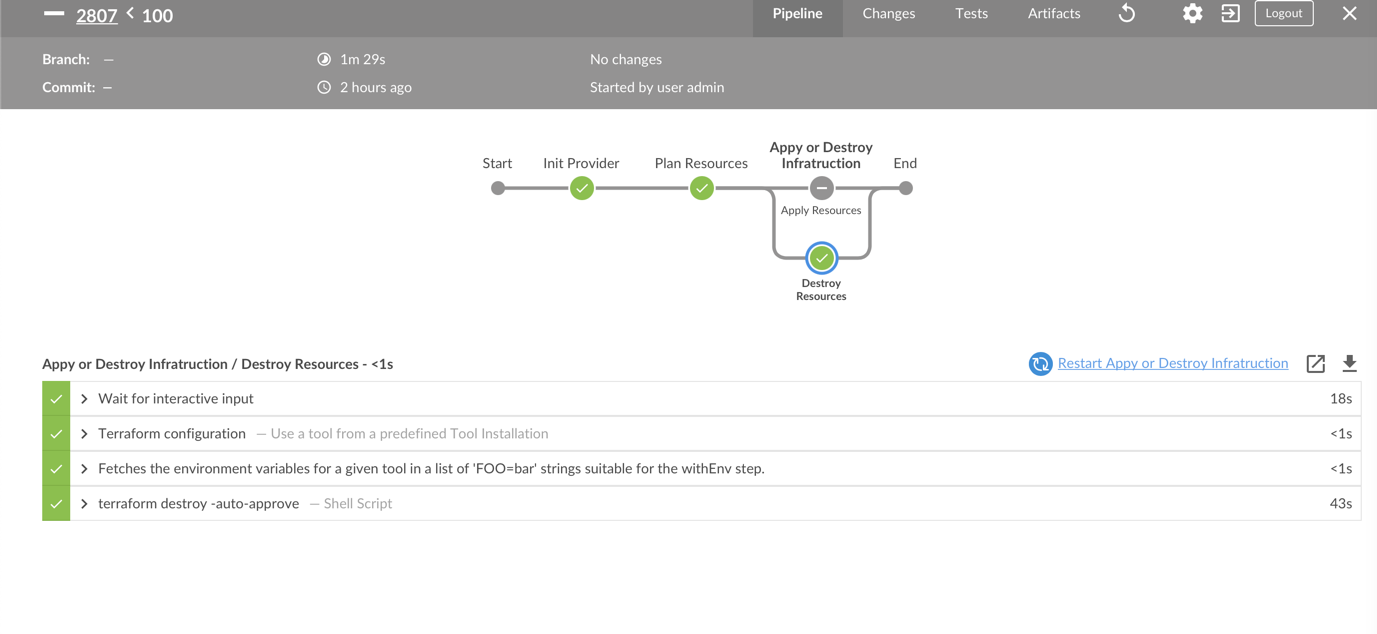 2807 < 100
Pipeline Changes Tests Artifacts Logout
Branch: —
1m 29s
No changes
Commit: —
2 hours ago
Started by user admin
Start
Init Provider
Plan Resources
Appy or Destroy
Infratruction
End
Apply Resources
Destroy
Resources
Appy or Destroy Infratruction / Destroy Resources - <1s
Restart Appy or Destroy Infratruction
Wait for interactive input 18s
Terraform configuration — Use a tool from a predefined Tool Installation <1s
Fetches the environment variables for a given tool in a list of 'FOO=bar' strings suitable for the withEnv step. <1s
terraform destroy -auto-approve — Shell Script 43s